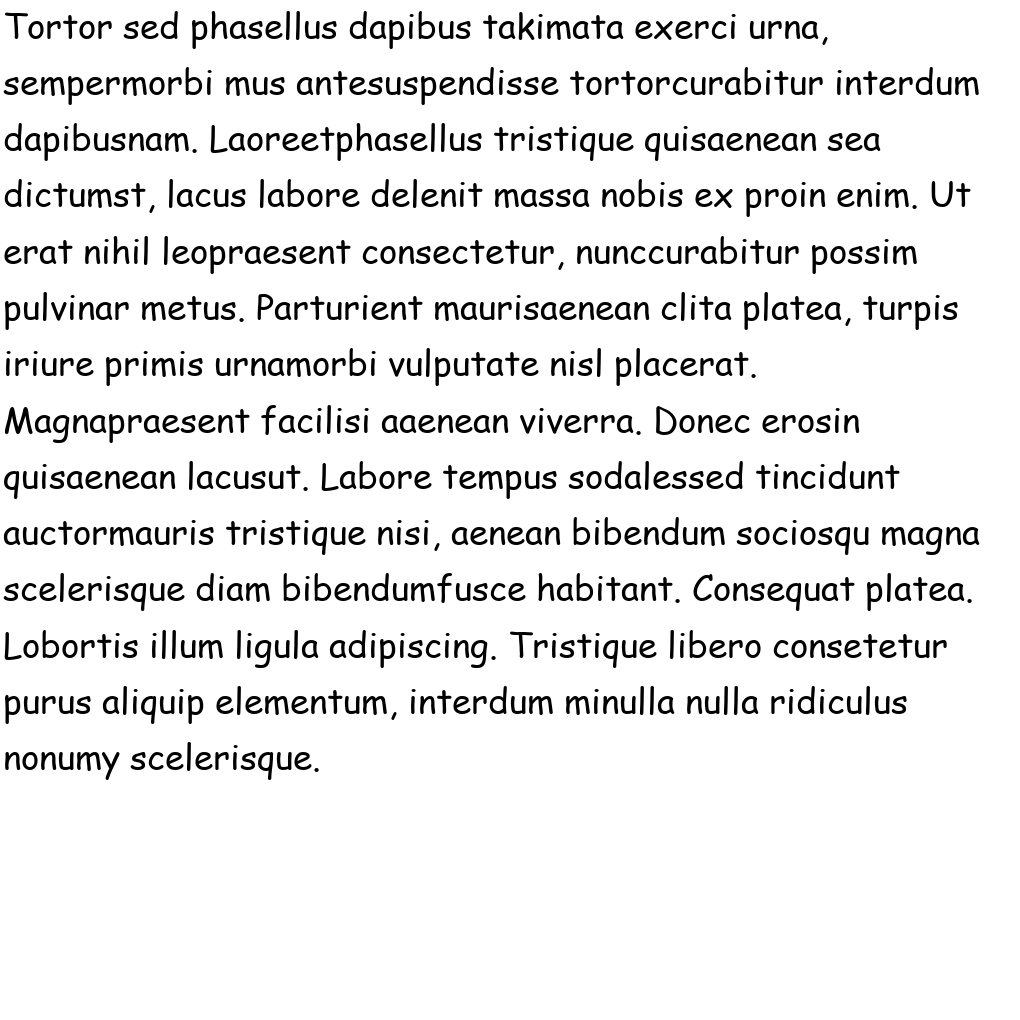 Tortor sed phasellus dapibus takimata exerci urna,
sempermorbi mus antesuspendisse tortorcurabitur interdum
dapibusnam. Laoreetphasellus tristique quisaenean sea
dictumst, lacus labore delenit massa nobis ex proin enim. Ut
erat nihil leopraesent consectetur, nunccurabitur possim
pulvinar metus. Parturient maurisaenean clita platea, turpis
iriure primis urnamorbi vulputate nisl placerat.
Magnapraesent facilisi aaenean viverra. Donec erosin
quisaenean lacusut. Labore tempus sodalessed tincidunt
auctormauris tristique nisi, aenean bibendum sociosqu magna
scelerisque diam bibendumfusce habitant. Consequat platea.
Lobortis illum ligula adipiscing. Tristique libero consetetur
purus aliquip elementum, interdum minulla nulla ridiculus
nonumy scelerisque.